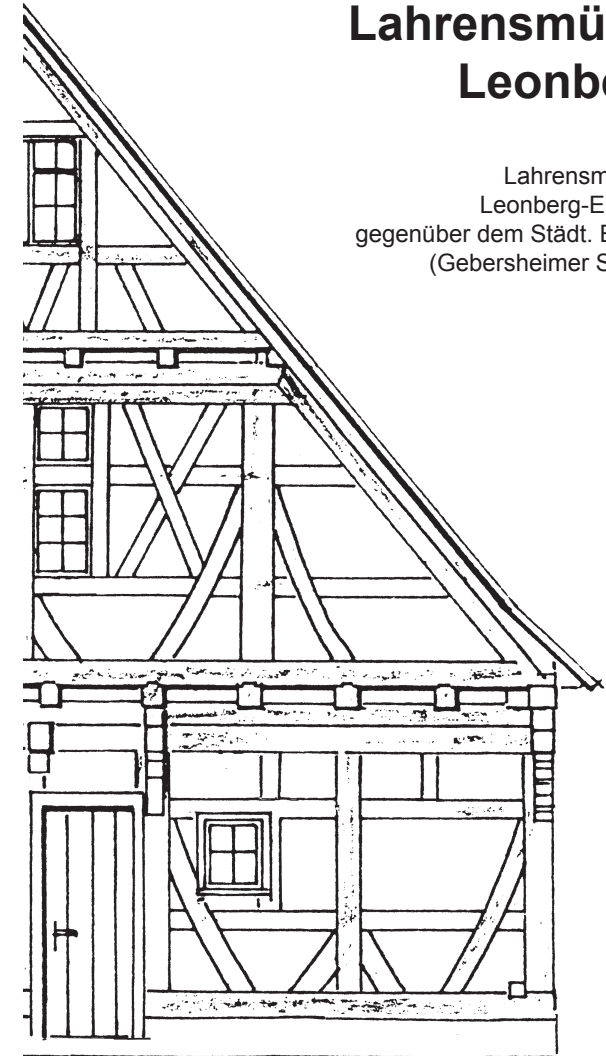 Lahrensmü
Leonbe
Lahrensm
Leonberg-E
gegenüber dem Städt.
(Gebersheimer S